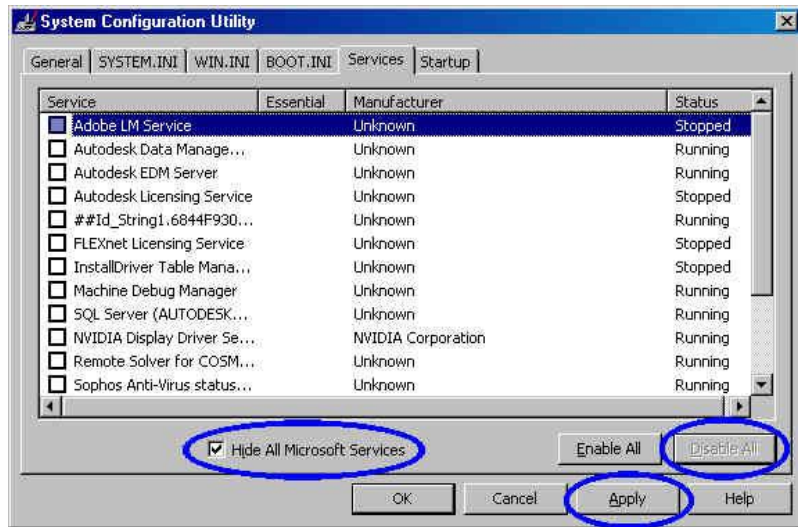 System Configuration Utility
General SYSTEM.INI WIN.INI BOOT.INI Services Startup
Service Essential Manufacturer Status
Adobe LM Service Unknown Stopped
Autodesk Data Manage... Unknown Running
Autodesk EDM Server Unknown Running
Autodesk Licensing Service Unknown Stopped
##Id_String1.6844F930... Unknown Running
FLEXnet Licensing Service Unknown Stopped
InstallDriver Table Mana... Unknown Stopped
Machine Debug Manager Unknown Running
SQL Server (AUTODESK... Unknown Running
NVIDIA Display Driver Se... NVIDIA Corporation Running
Remote Solver for COSM... Unknown Running
Sophos Anti-Virus status... Unknown Running
Hide All Microsoft Services Enable All Disable All
OK Cancel Apply Help